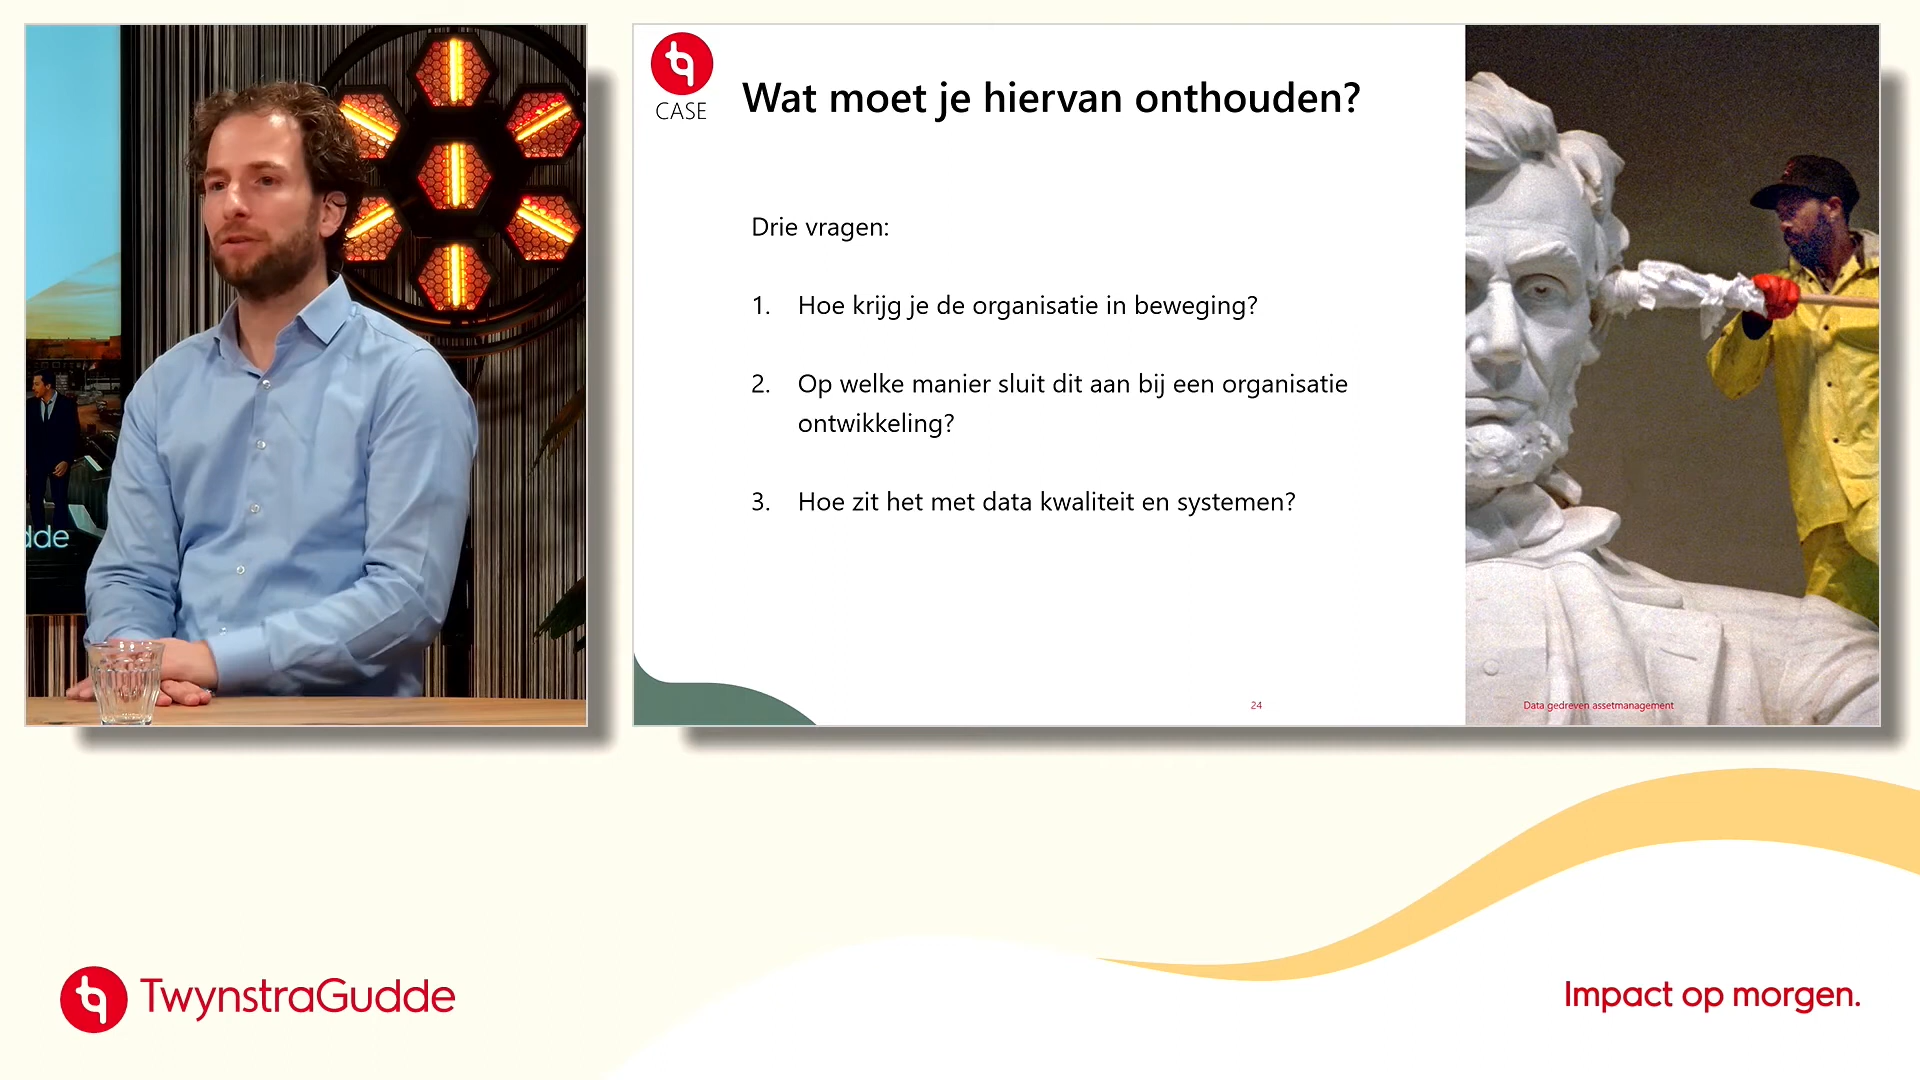 CASE
Wat moet je hiervan onthouden?
Drie vragen:
1. Hoe krijg je de organisatie in beweging?
2. Op welke manier sluit dit aan bij een organisatie
ontwikkeling?
3. Hoe zit het met data kwaliteit en systemen?
24
Data gedreven assetmanagement
dde
TwynstraGudde
Impact op morgen.